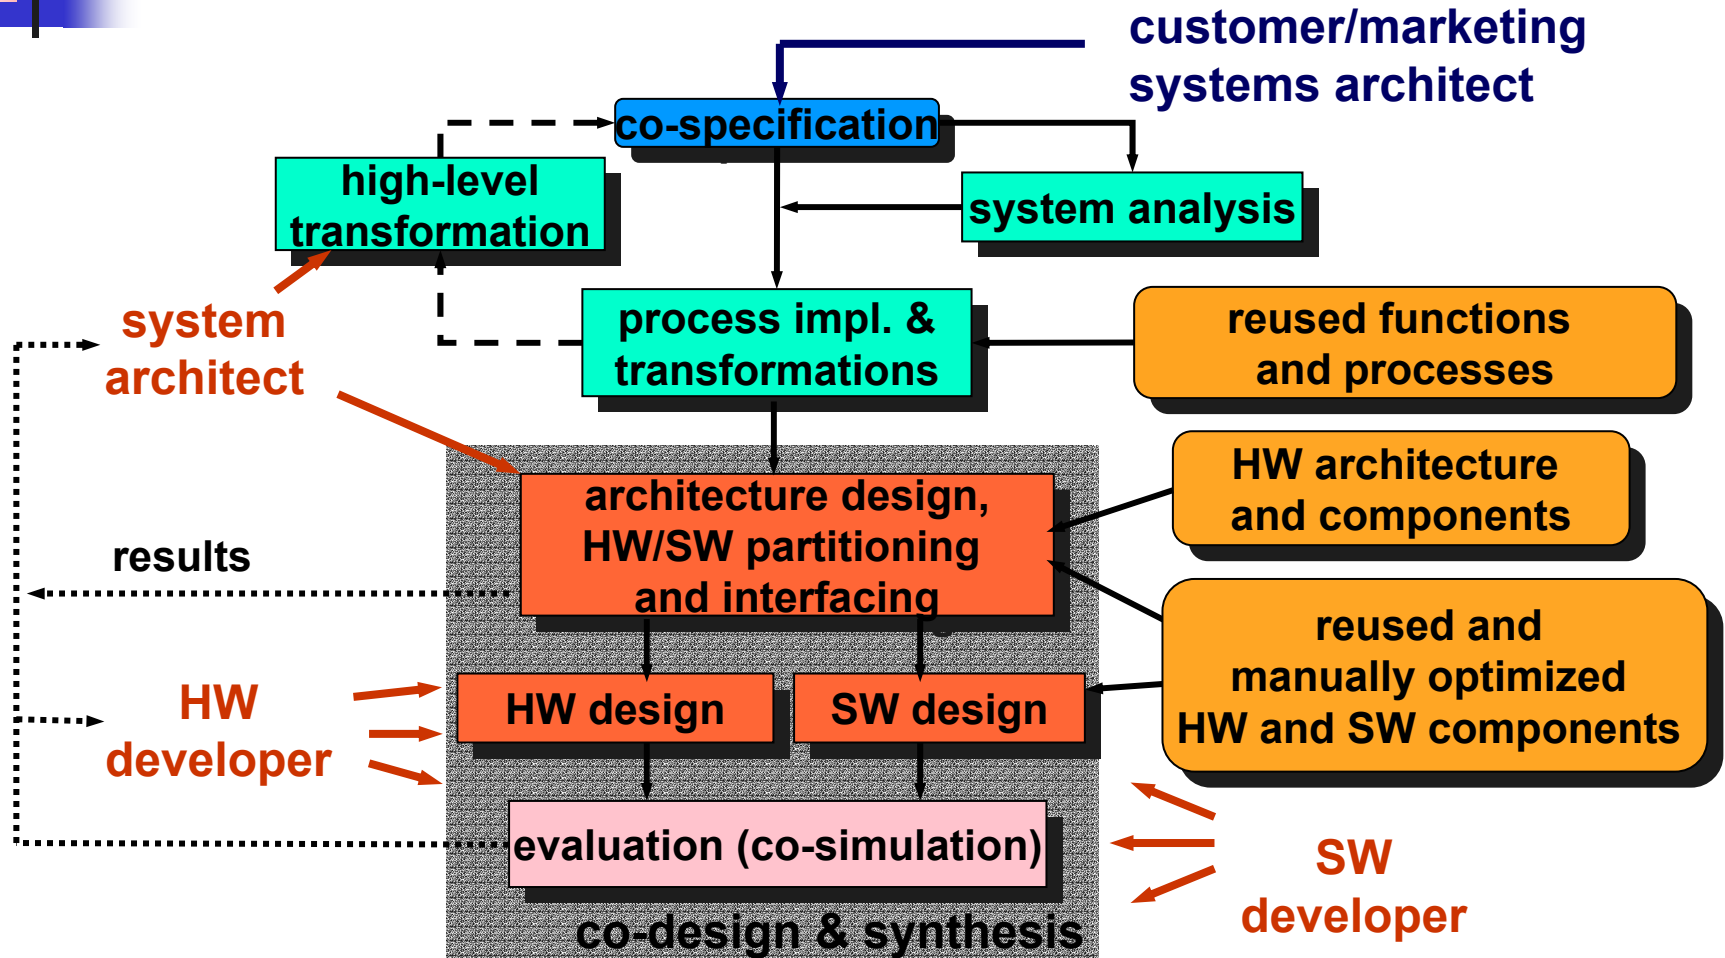 customer/marketing
systems architect
co-specification
high-level
transformation
system analysis
system
architect
process impl. &
transformations
reused functions
and processes
HW architecture
and components
architecture design,
HW/SW partitioning
and interfacing
results
reused and
manually optimized
HW and SW components
HW
developer
HW design
SW design
evaluation (co-simulation)
SW
developer
co-design & synthesis